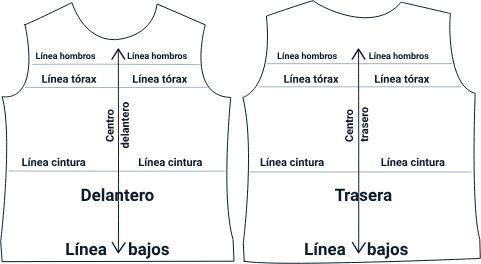 Línea hombros Línea hombros
Línea tórax Línea tórax
Centro
delantero
Línea cintura Línea cintura
Delantero
Línea bajos
Línea hombros Línea hombros
Línea tórax Línea tórax
Centro
trasero
Línea cintura Línea cintura
Trasera
Línea bajos